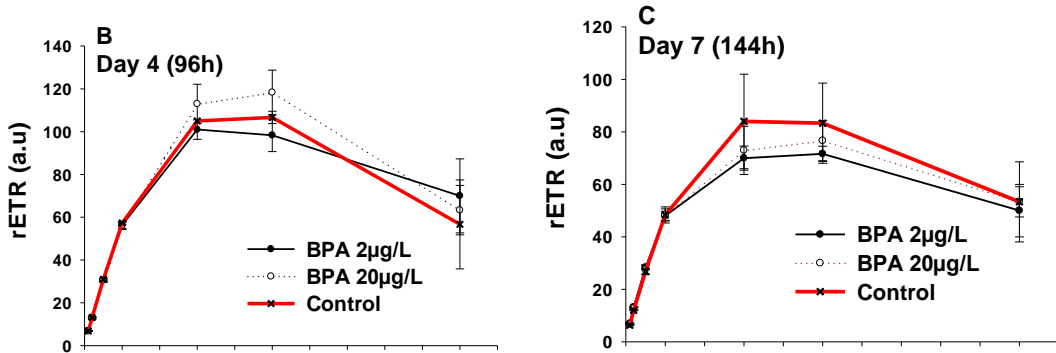 B
Day 4 (96h)
rETR (a.u)
140
120
100
80
60
40
20
0
BPA 2µg/L
BPA 20µg/L
Control
C
Day 7 (144h)
rETR (a.u)
120
100
80
60
40
20
0
BPA 2µg/L
BPA 20µg/L
Control